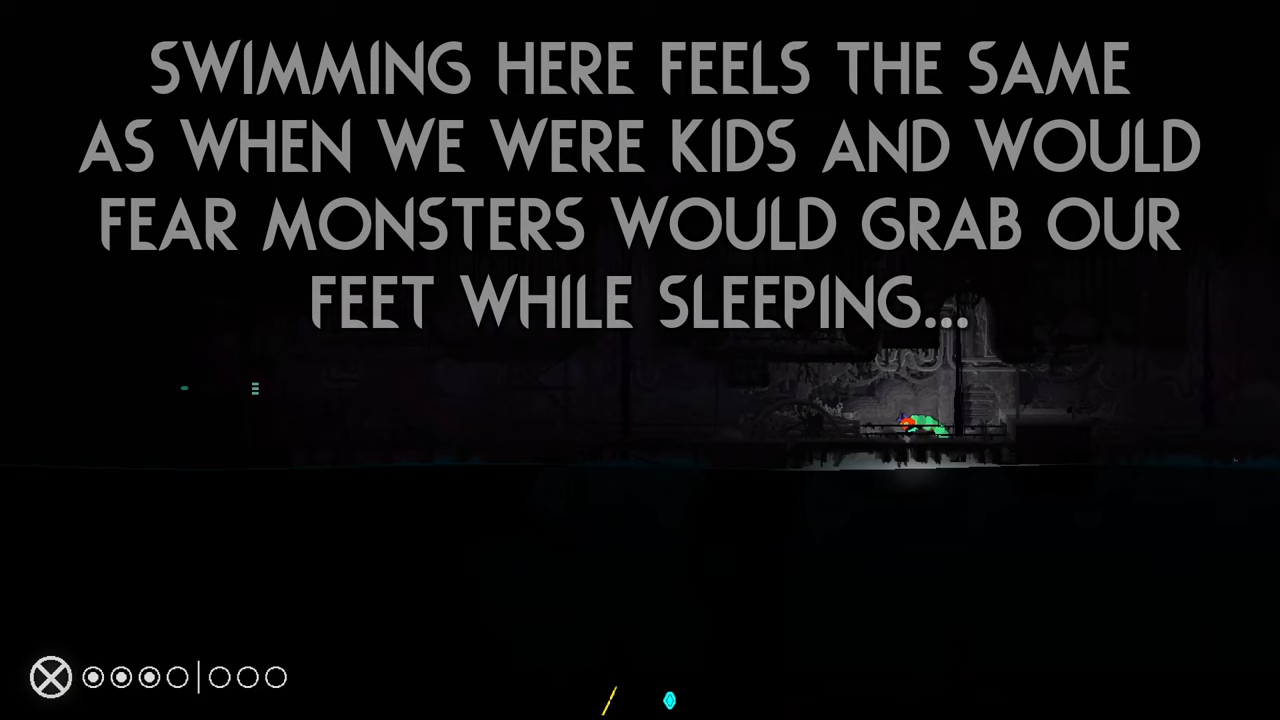 SWIMMING HERE FEELS THE SAME
AS WHEN WE WERE KIDS AND WOULD
FEAR MONSTERS WOULD GRAB OUR
FEET WHILE SLEEPING...